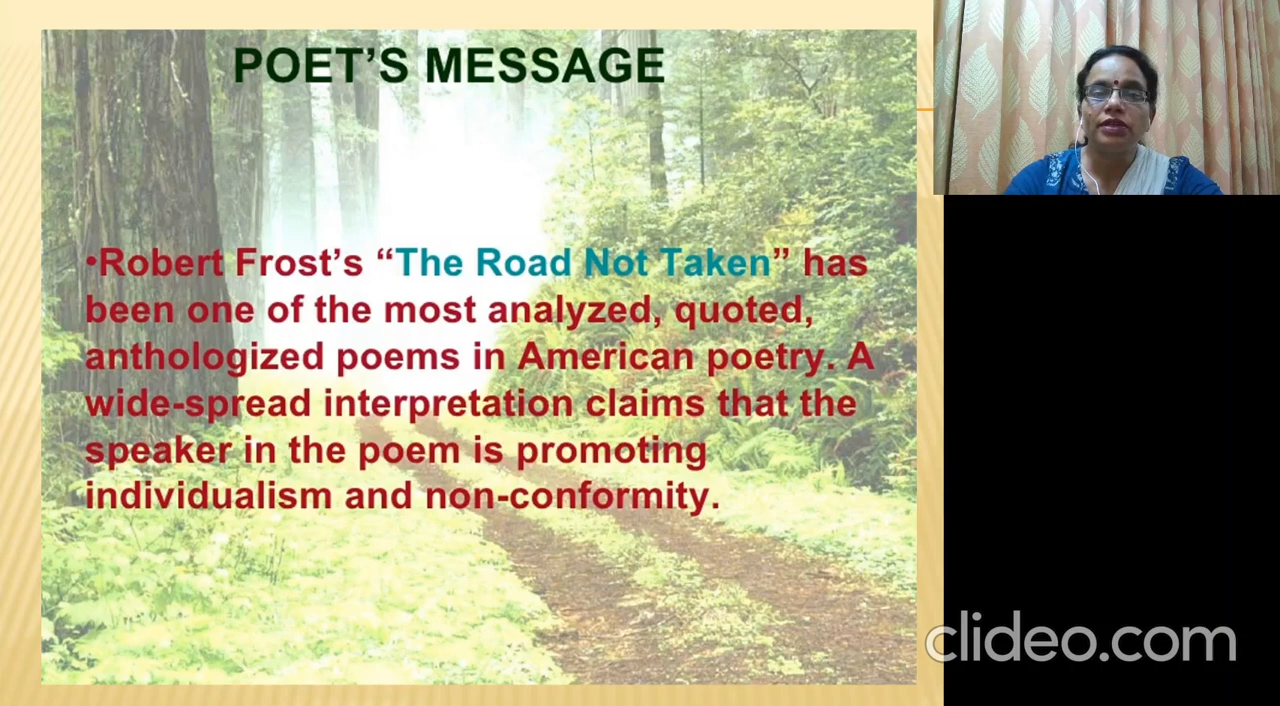 POET’S MESSAGE
•Robert Frost’s “The Road Not Taken” has
been one of the most analyzed, quoted,
anthologized poems in American poetry. A
wide-spread interpretation claims that the
speaker in the poem is promoting
individualism and non-conformity.
clideo.com